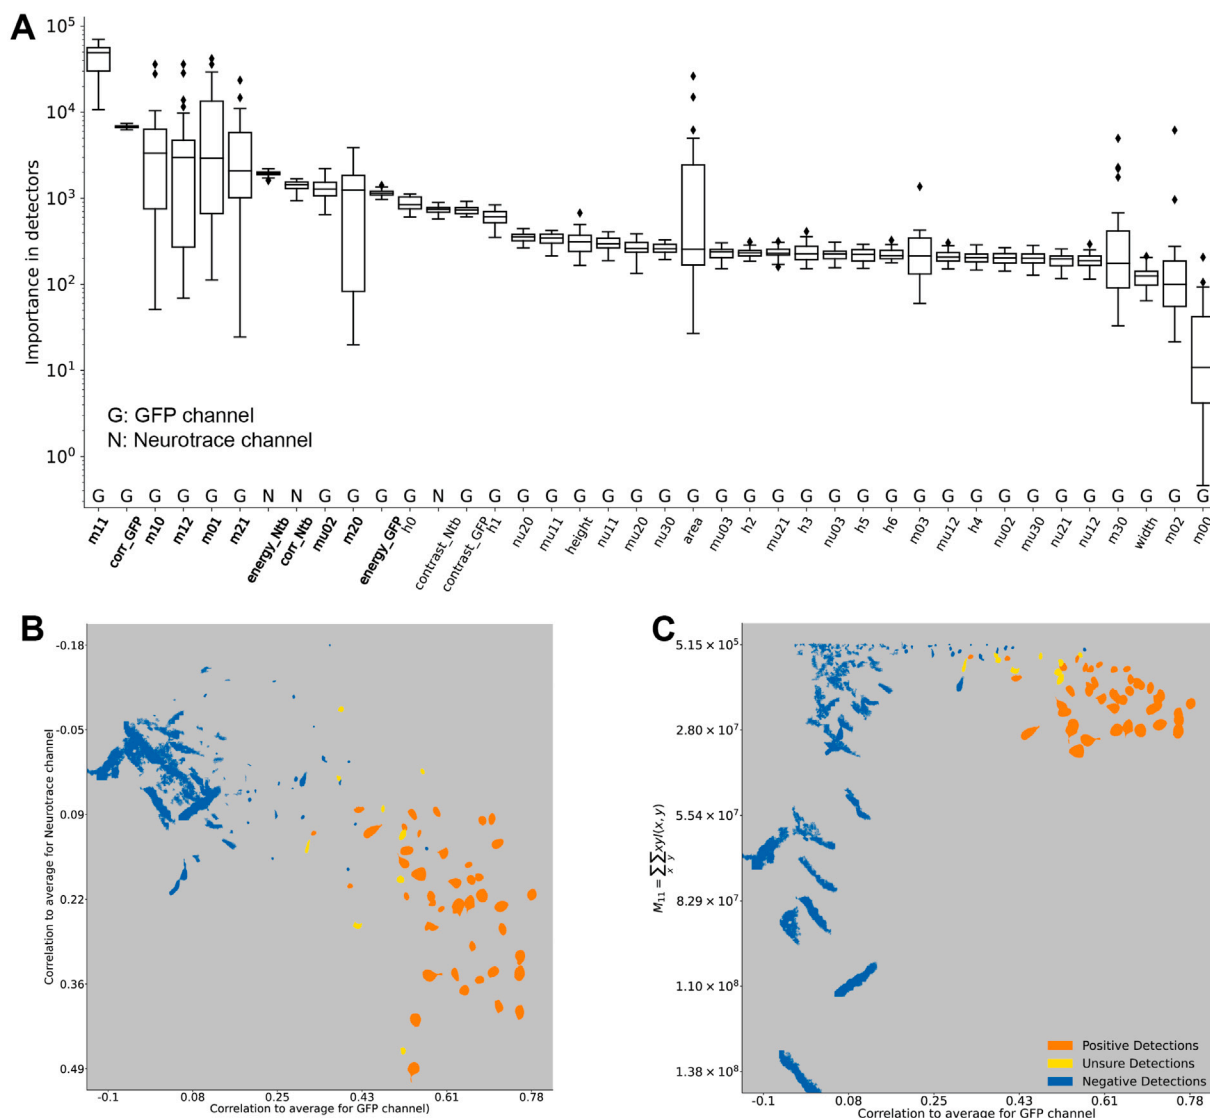 A
10^5
10^4
10^3
10^2
10^1
10^0
Importance in detectors
G: GFP channel
N: Neurotrace channel
G G G G G G N N G G G G N G G G G G G G G G G G G G G G G G G G G G G G G G G G
m11 corr_GFP m10 m12 m01 m21 energy_Ntb corr_Ntb mu02 m20 energy_GFP h0 contrast_Ntb contrast_GFP h1 nu20 mu11 height nu11 mu20 nu30 area mu03 h2 mu21 h3 nu03 h5 h6 m03 mu12 h4 nu02 mu30 nu21 nu12 m30 width m02 m00
B
-0.18
-0.05
0.09
0.22
0.36
0.49
Correlation to average for Neurotrace channel
-0.1 0.08 0.25 0.43 0.61 0.78
Correlation to average for GFP channel)
C
5.15 × 10^5
2.80 × 10^7
5.54 × 10^7
8.29 × 10^7
1.10 × 10^8
1.38 × 10^8
M_11 = ∑_x ∑_y xyI(x, y)
Positive Detections
Unsure Detections
Negative Detections
-0.1 0.08 0.25 0.43 0.61 0.78
Correlation to average for GFP channel